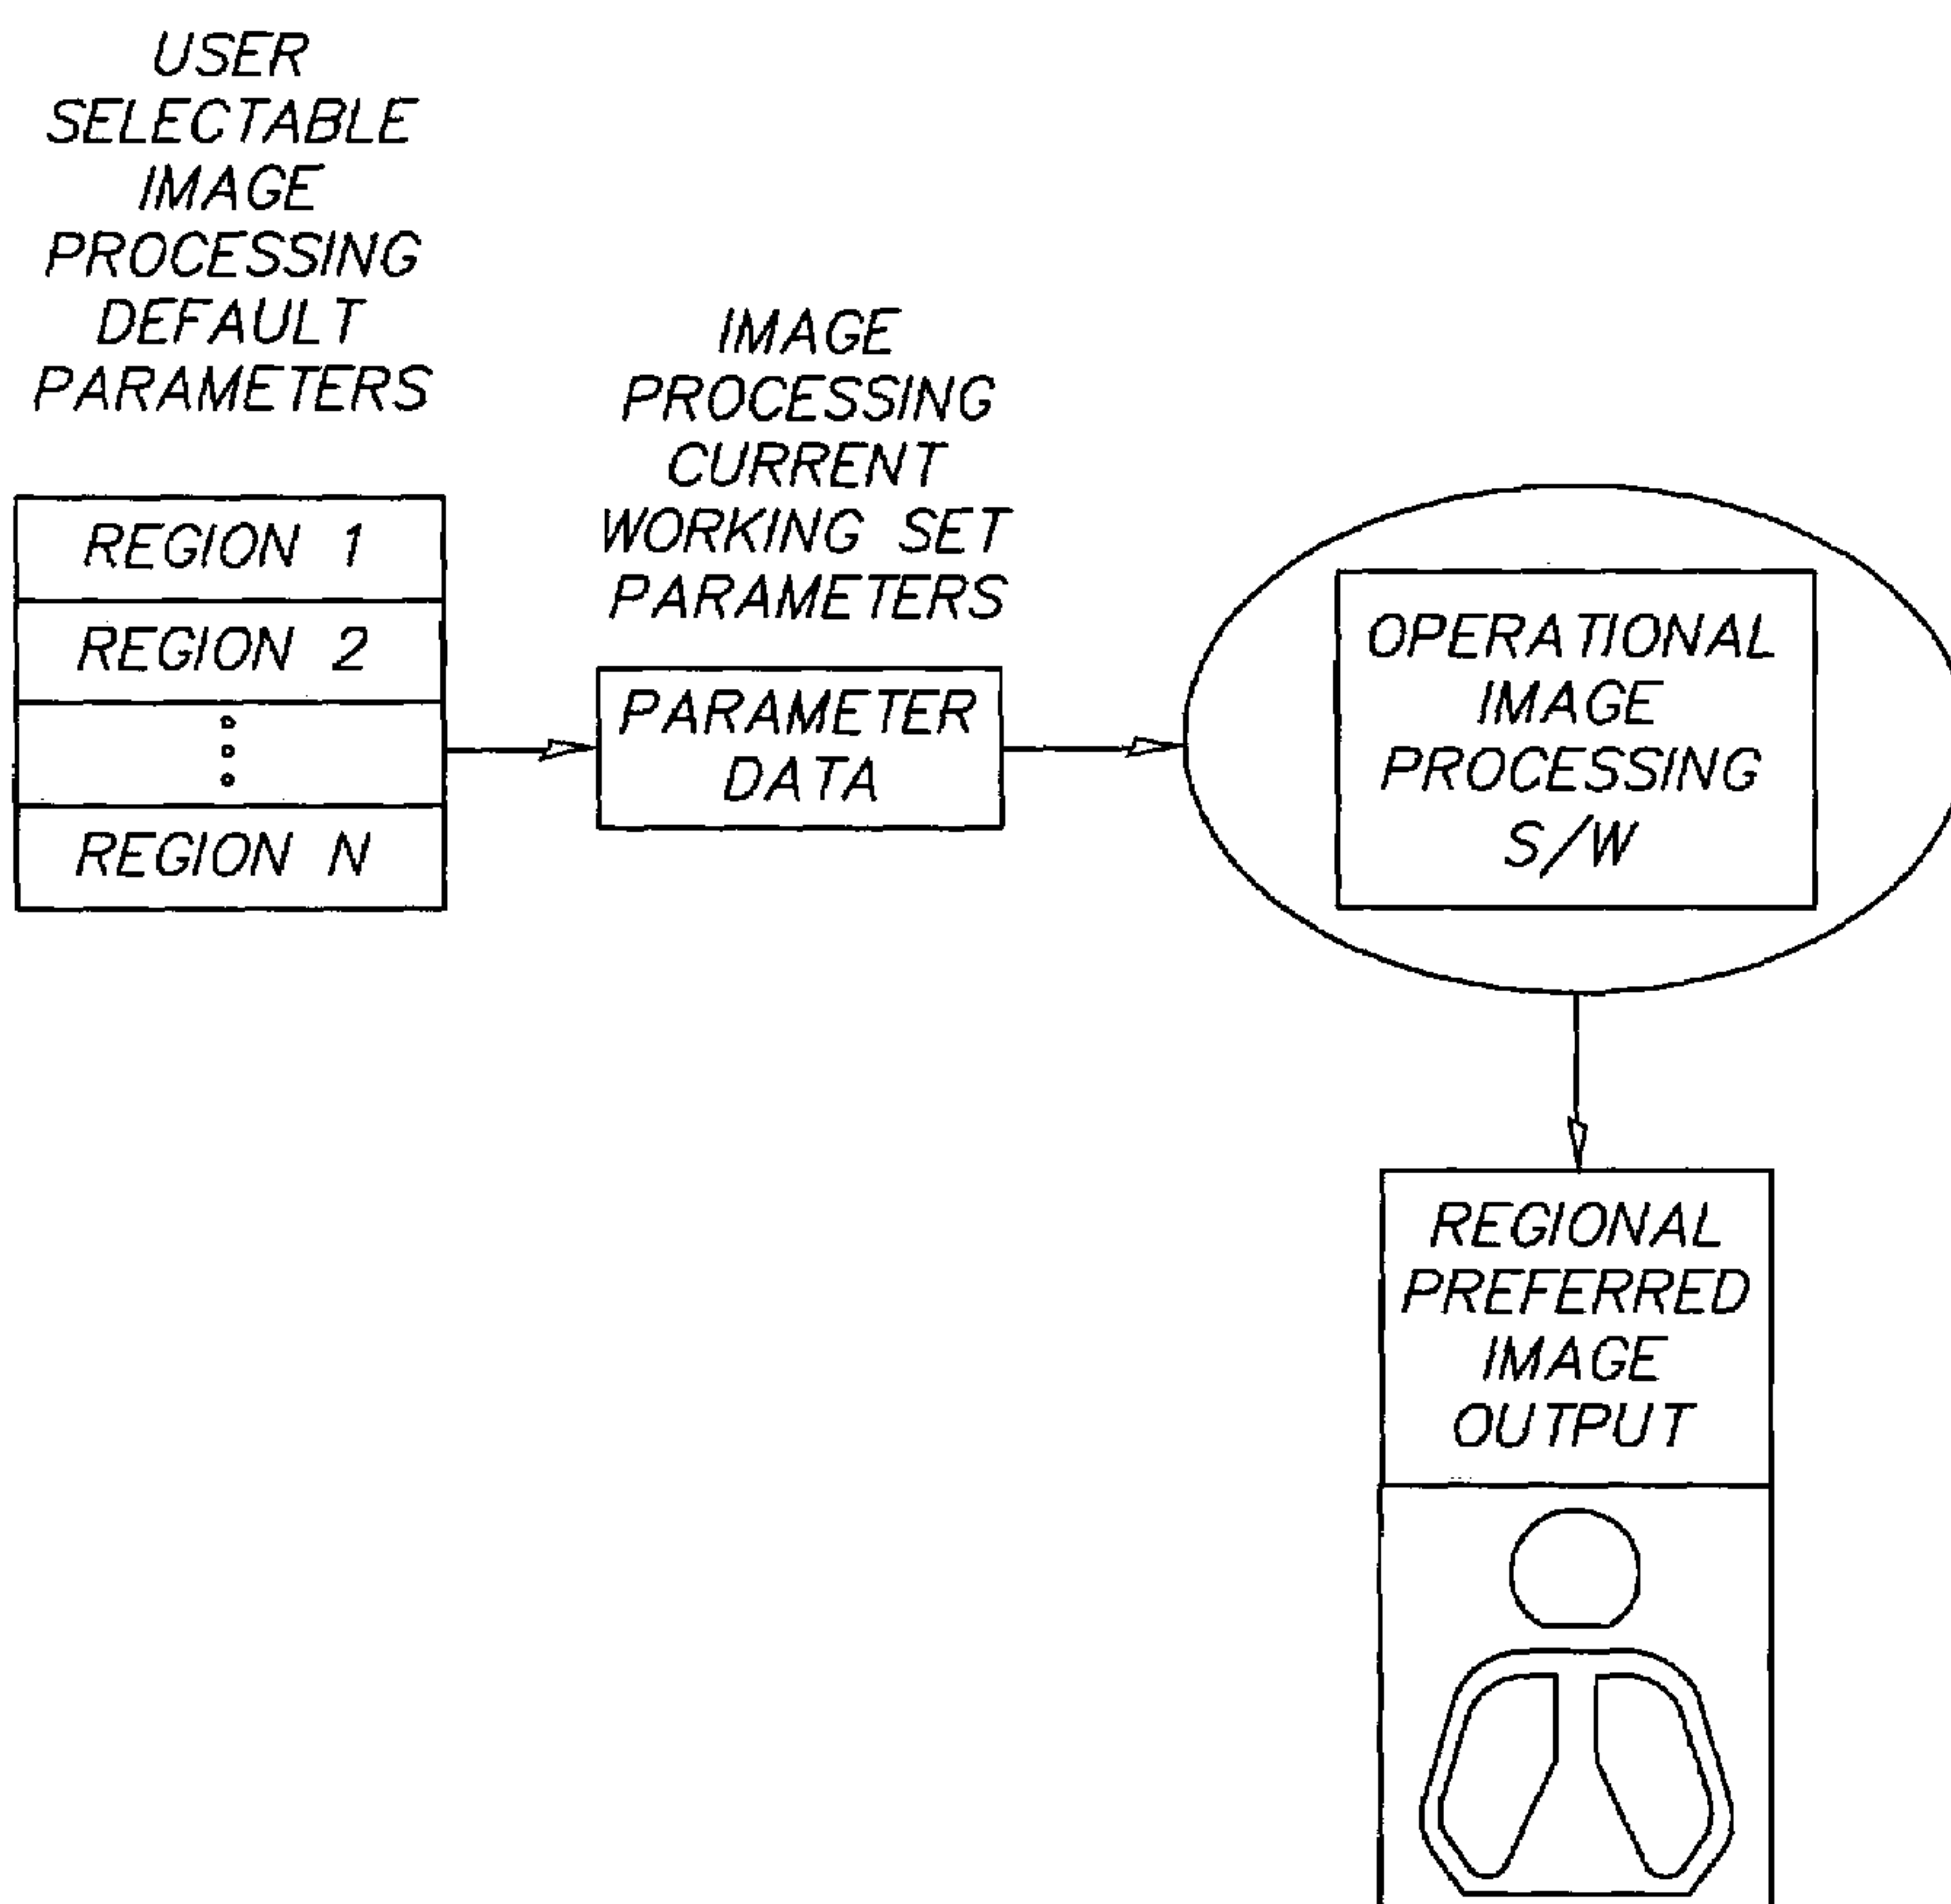 USER
SELECTABLE
IMAGE
PROCESSING
DEFAULT
PARAMETERS
REGION 1
REGION 2
REGION N
IMAGE
PROCESSING
CURRENT
WORKING SET
PARAMETERS
PARAMETER
DATA
OPERATIONAL
IMAGE
PROCESSING
S/W
REGIONAL
PREFERRED
IMAGE
OUTPUT